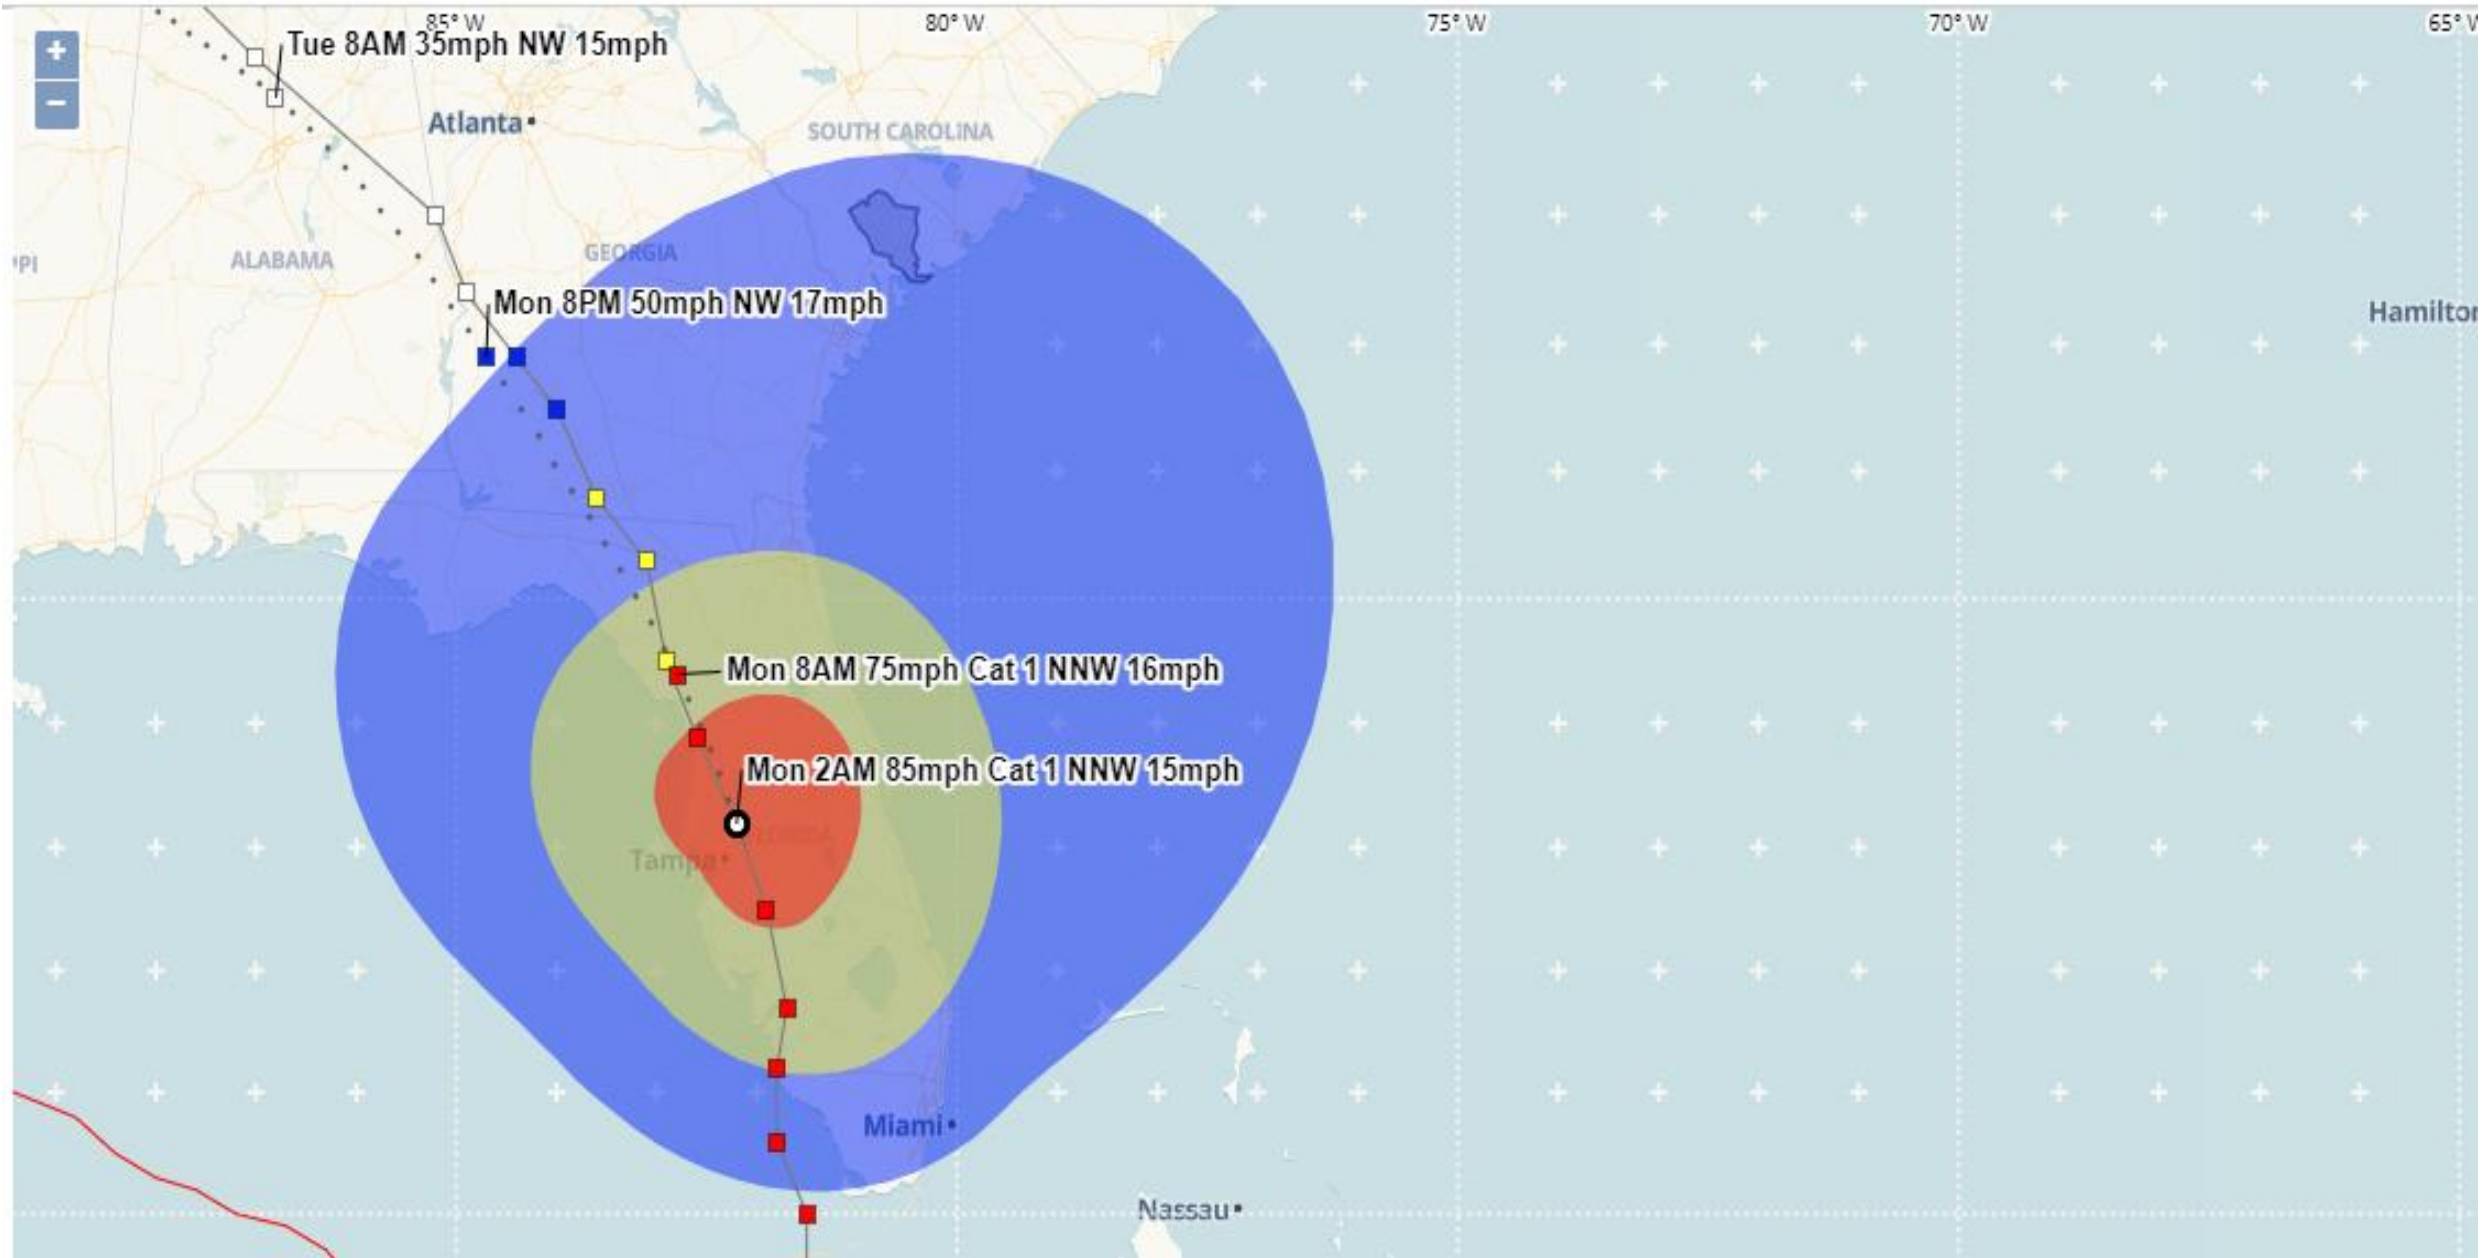 85° W
80° W
75° W
70° W
65° W
+
−
Tue 8AM 35mph NW 15mph
Atlanta
SOUTH CAROLINA
ALABAMA
GEORGIA
PPI
Mon 8PM 50mph NW 17mph
Hamilton
Mon 8AM 75mph Cat 1 NNW 16mph
Mon 2AM 85mph Cat 1 NNW 15mph
FLORIDA
Tampa
Miami
Nassau